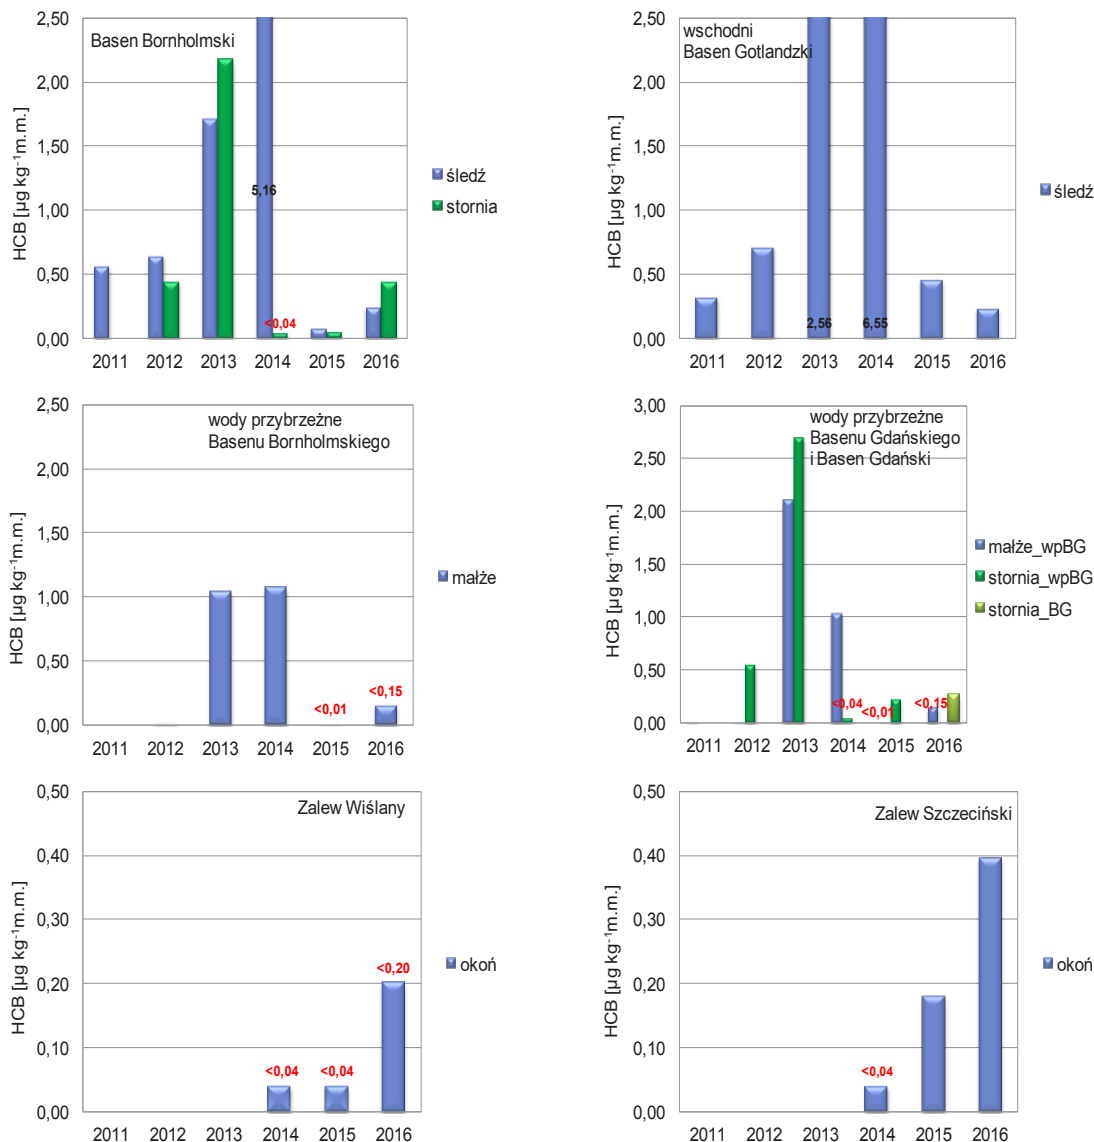 Basen Bornholmski
HCB [µg kg⁻¹m.m.]
2,50
2,00
1,50
1,00
0,50
0,00
5,16
<0,04
2011 2012 2013 2014 2015 2016
śledź
stornia
wschodni
Basen Gotlandzki
HCB [µg kg⁻¹m.m.]
2,50
2,00
1,50
1,00
0,50
0,00
2,56 6,55
2011 2012 2013 2014 2015 2016
śledź
wody przybrzeżne
Basenu Bornholmskiego
HCB [µg kg⁻¹m.m.]
2,50
2,00
1,50
1,00
0,50
0,00
<0,01
<0,15
2011 2012 2013 2014 2015 2016
małże
wody przybrzeżne
Basenu Gdańskiego
i Basen Gdański
HCB [µg kg⁻¹m.m.]
3,00
2,50
2,00
1,50
1,00
0,50
0,00
<0,04
<0,01
<0,15
2011 2012 2013 2014 2015 2016
małże_wpBG
stornia_wpBG
stornia_BG
Zalew Wiślany
HCB [µg kg⁻¹m.m.]
0,50
0,40
0,30
0,20
0,10
0,00
<0,04 <0,04
<0,20
2011 2012 2013 2014 2015 2016
okoń
Zalew Szczeciński
HCB [µg kg⁻¹m.m.]
0,50
0,40
0,30
0,20
0,10
0,00
<0,04
2011 2012 2013 2014 2015 2016
okoń